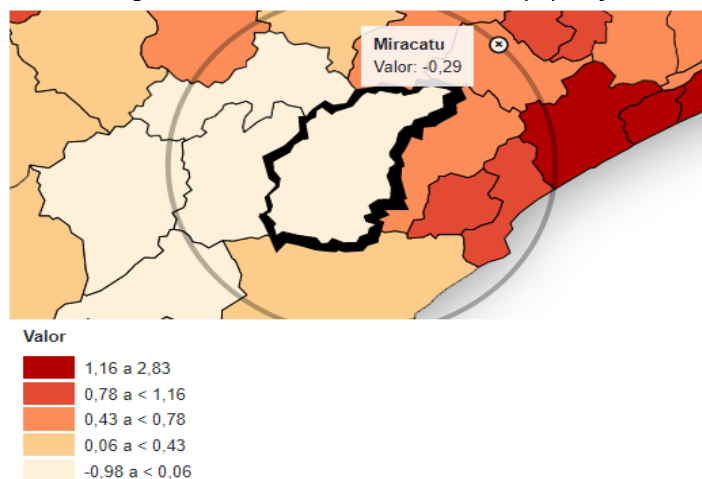 Miracatu
Valor: -0,29
Valor
1,16 a 2,83
0,78 a < 1,16
0,43 a < 0,78
0,06 a < 0,43
-0,98 a < 0,06